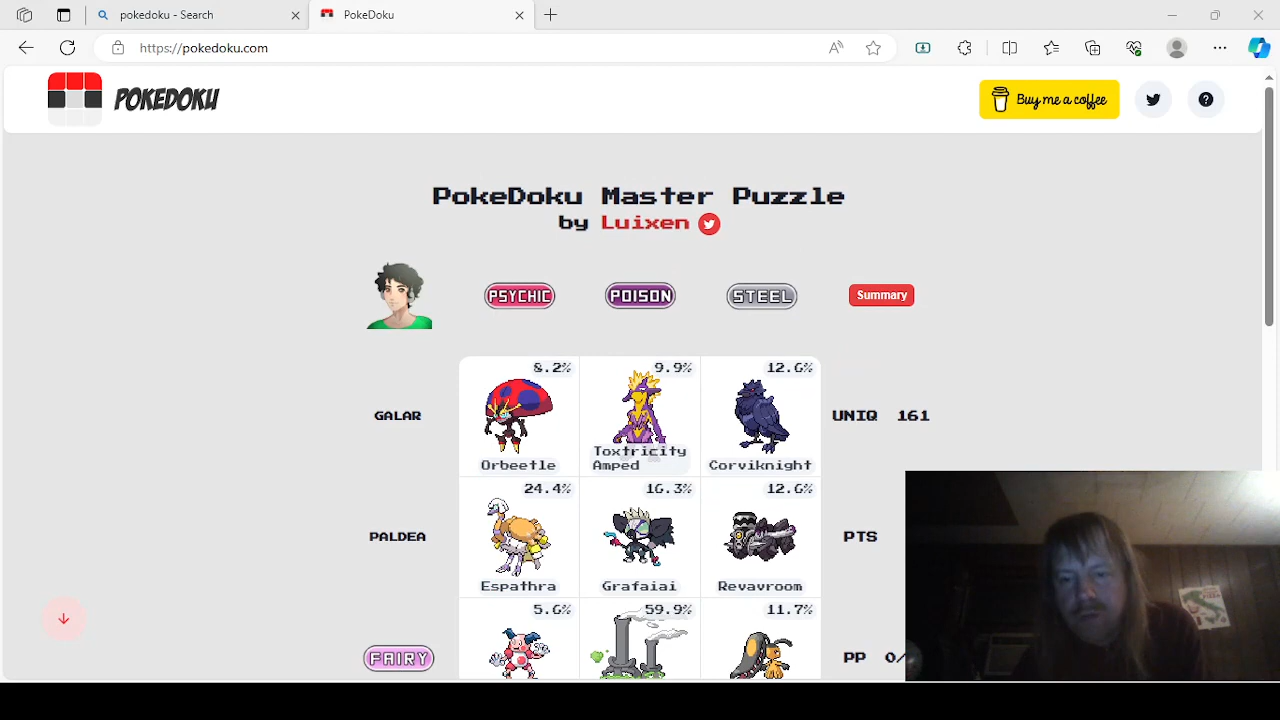 pokedoku - Search
PokeDoku
https://pokedoku.com
POKEDOKU
Buy me a coffee
PokeDoku Master Puzzle
by Luixen
PSYCHIC POISON STEEL Summary
8.2% 9.9% 12.6%
GALAR
UNIQ 161
Orbeetle
Toxtricity
Amped
Corviknight
24.4% 16.3% 12.6%
PALDEA
PTS
Espathra Grafaiai Revavroom
5.6% 59.9% 11.7%
FAIRY
PP 0/